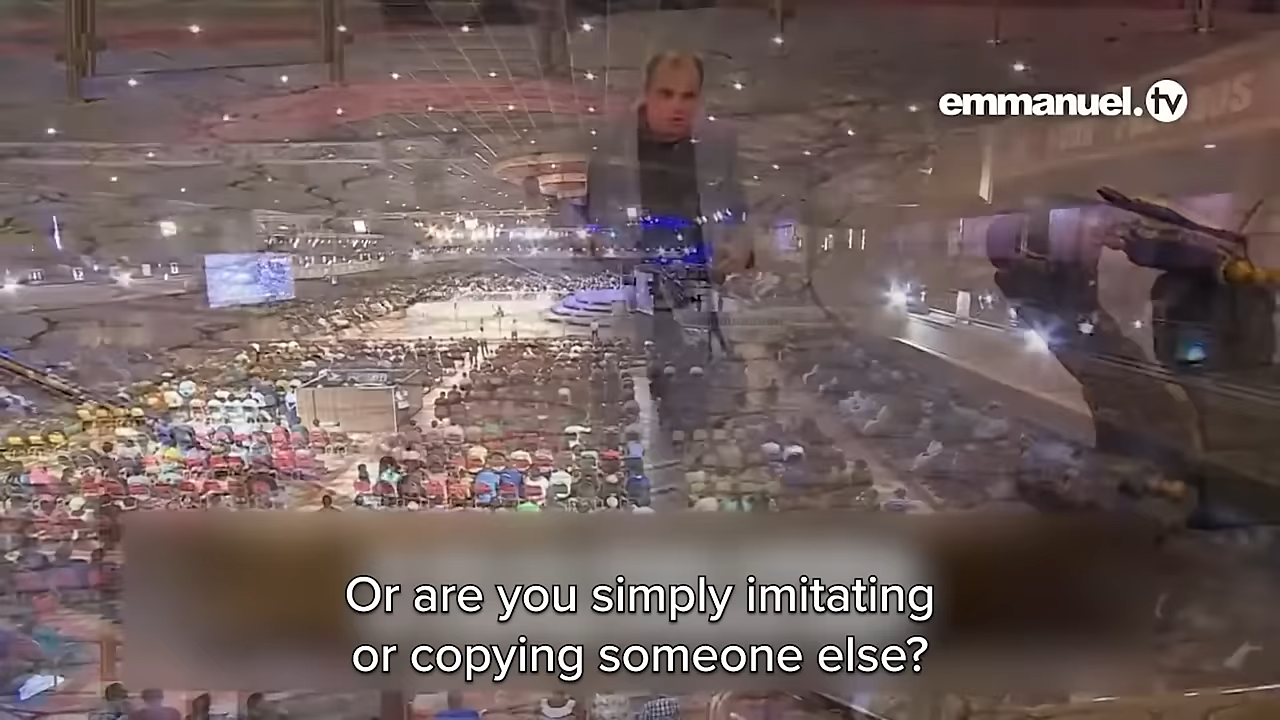 emmanuel.tv
Or are you simply imitating
or copying someone else?